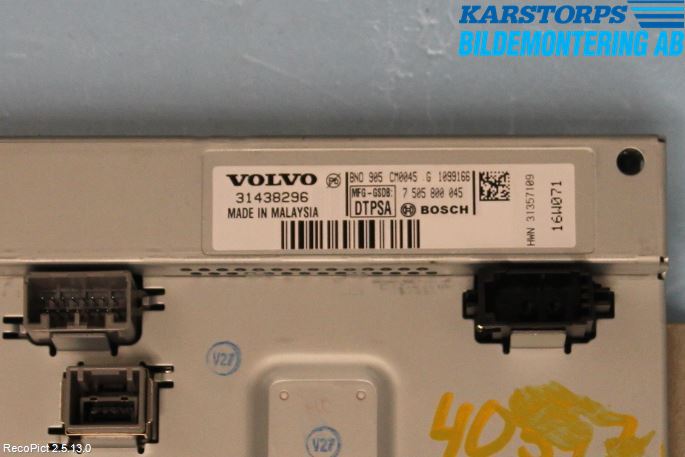 KARSTORPS
BILDEMONTERING AB
VOLVO
31438296
MADE IN MALAYSIA
BNO 905 CM0045 G 1099166
MFG-GSDB: 7 505 800 045
DTPSA BOSCH
HWN 31357109
16W071
V27
V27
RecoPict 2.5.13.0